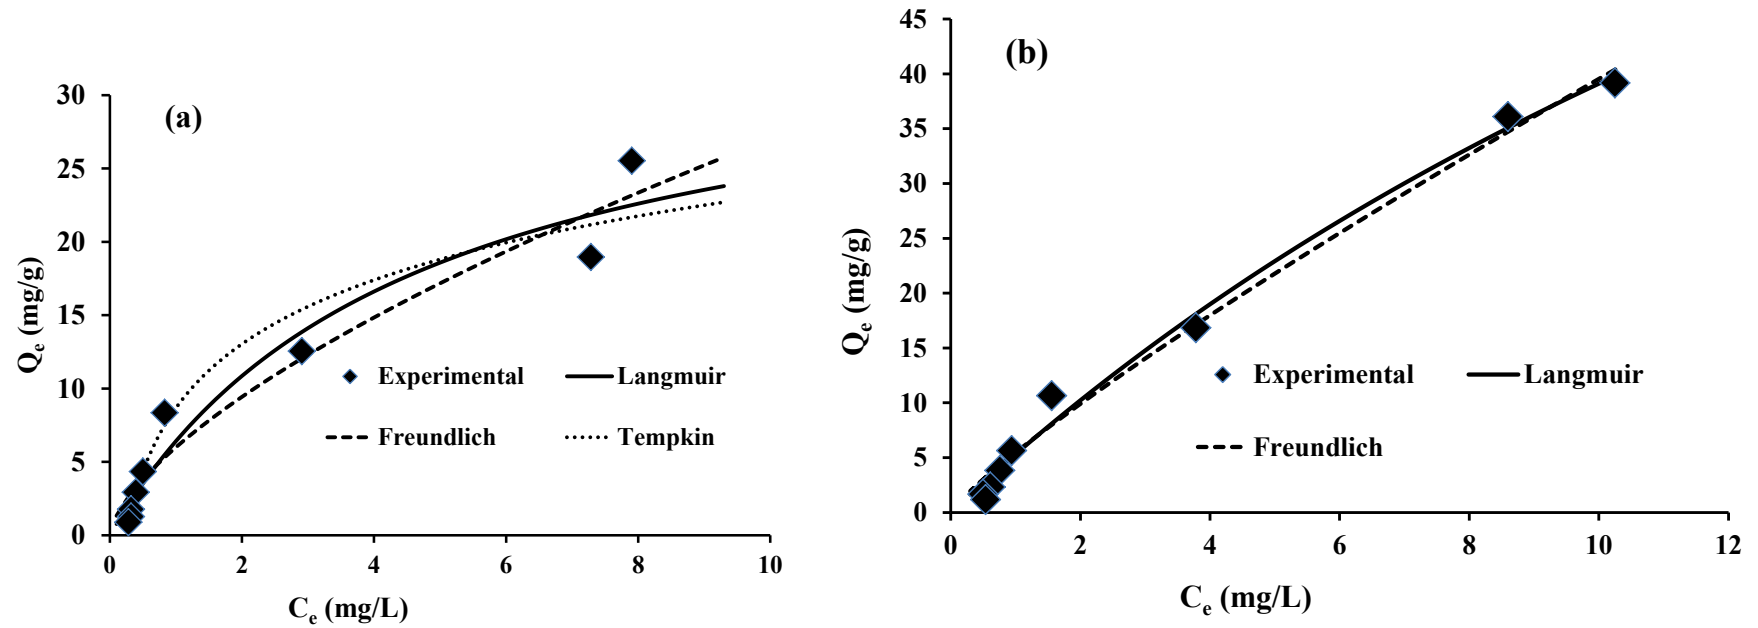 (a)
30
25
20
15
10
5
0
0 2 4 6 8 10
Qe (mg/g)
Ce (mg/L)
Experimental Langmuir
Freundlich Tempkin
(b)
45
40
35
30
25
20
15
10
5
0
0 2 4 6 8 10 12
Qe (mg/g)
Ce (mg/L)
Experimental Langmuir
Freundlich